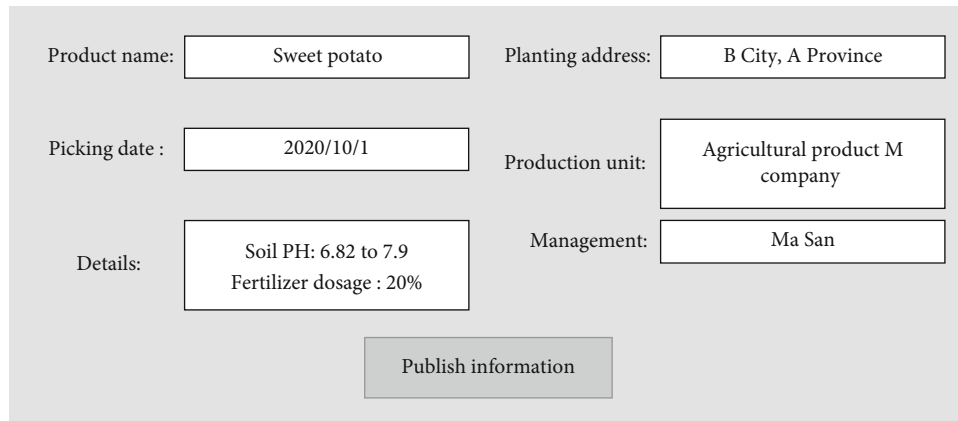 Product name: Sweet potato
Planting address: B City, A Province
Picking date : 2020/10/1
Production unit: Agricultural product M
company
Details: Soil PH: 6.82 to 7.9
Fertilizer dosage : 20%
Management: Ma San
Publish information